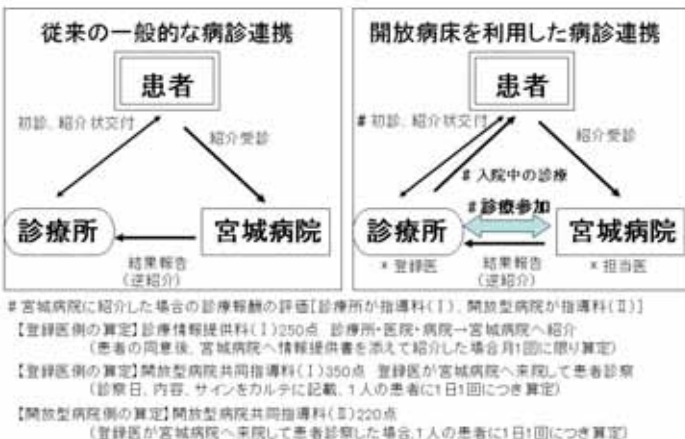 従来の一般的な病診連携
患者
初診、紹介状交付
紹介受診
診療所
宮城病院
結果報告
(逆紹介)
開放病床を利用した病診連携
患者
#初診、紹介状交付
紹介受診
#入院中の診療
#診療参加
診療所
宮城病院
×登録医
結果報告
(逆紹介)
×担当医
#宮城病院に紹介した場合の診療報酬の評価[診療所が指導料(Ⅰ)、開放型病院が指導料(Ⅱ)]
【登録医側の算定】診療情報提供料(Ⅰ)250点 診療所・医院・病院→宮城病院へ紹介
(患者の同意後、宮城病院へ情報提供書を添えて紹介した場合月1回に限り算定)
【登録医側の算定】開放型病院共同指導料(Ⅰ)350点 登録医が宮城病院へ来院して患者診察
(診察日、内容、サインをカルテに記載、1人の患者に1日1回につき算定)
【開放型病院側の算定】開放型病院共同指導料(Ⅱ)220点
(登録医が宮城病院へ来院して患者診察した場合、1人の患者に1日1回につき算定)